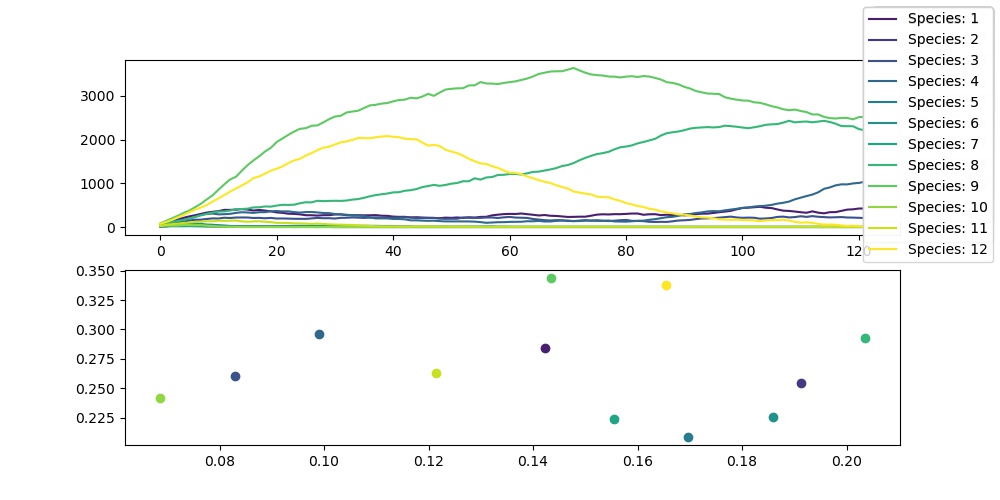 3000
2000
1000
0
0
20
40
60
80
100
120
Species: 1
Species: 2
Species: 3
Species: 4
Species: 5
Species: 6
Species: 7
Species: 8
Species: 9
Species: 10
Species: 11
Species: 12
0.350
0.325
0.300
0.275
0.250
0.225
0.08
0.10
0.12
0.14
0.16
0.18
0.20